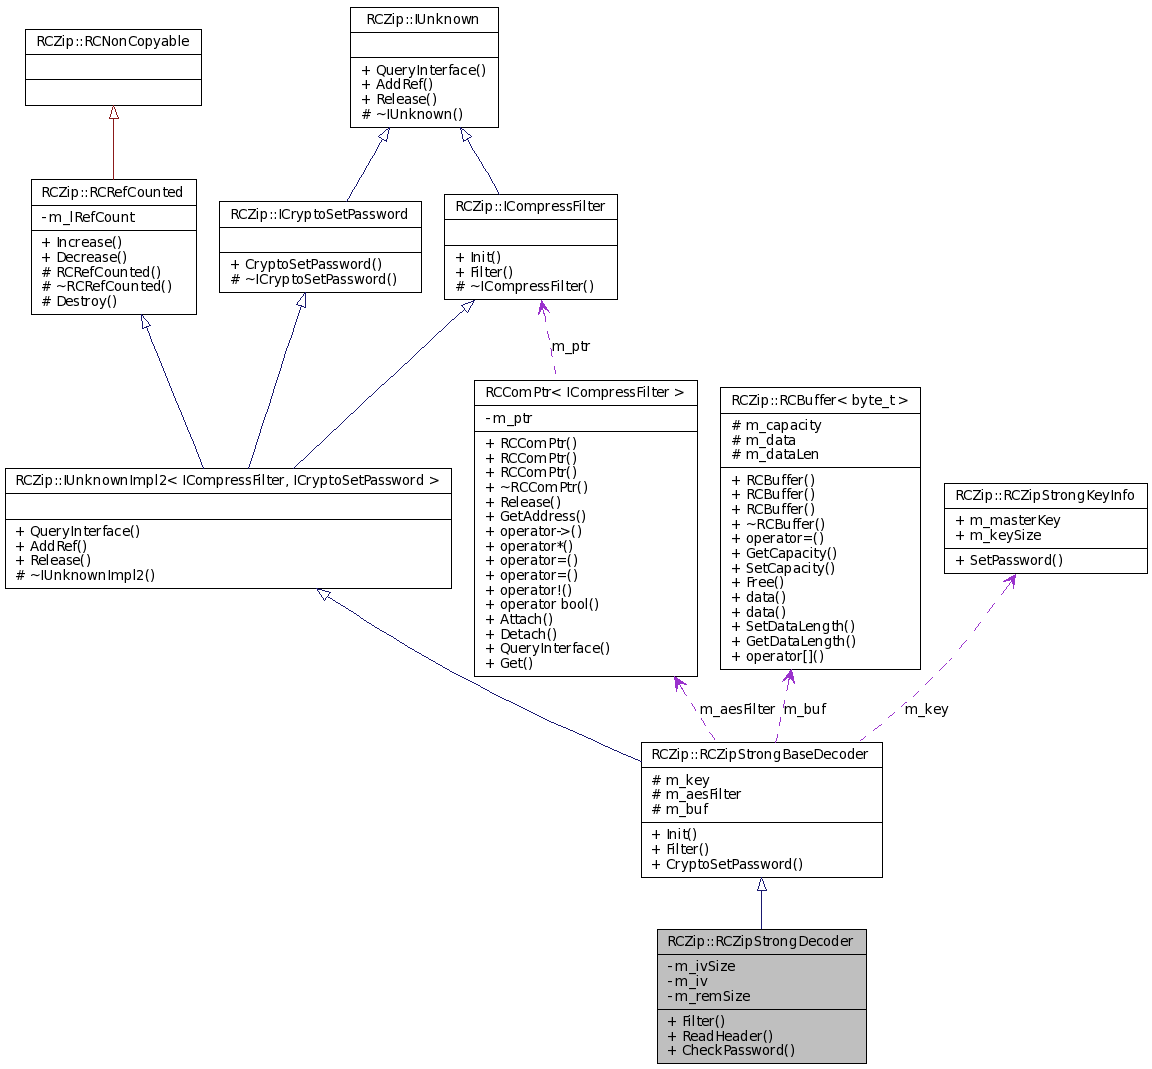 RCZip::RCNonCopyable
RCZip::IUnknown
+ QueryInterface()
+ AddRef()
+ Release()
# ~IUnknown()
RCZip::RCRefCounted
- m_lRefCount
+ Increase()
+ Decrease()
# RCRefCounted()
# ~RCRefCounted()
# Destroy()
RCZip::ICryptoSetPassword
+ CryptoSetPassword()
# ~ICryptoSetPassword()
RCZip::ICompressFilter
+ Init()
+ Filter()
# ~ICompressFilter()
m_ptr
RCZip::IUnknownImpl2< ICompressFilter, ICryptoSetPassword >
+ QueryInterface()
+ AddRef()
+ Release()
# ~IUnknownImpl2()
RCComPtr< ICompressFilter >
- m_ptr
+ RCComPtr()
+ RCComPtr()
+ RCComPtr()
+ ~RCComPtr()
+ Release()
+ GetAddress()
+ operator->()
+ operator*()
+ operator=()
+ operator=()
+ operator!()
+ operator bool()
+ Attach()
+ Detach()
+ QueryInterface()
+ Get()
RCZip::RCBuffer< byte_t >
# m_capacity
# m_data
# m_dataLen
+ RCBuffer()
+ RCBuffer()
+ RCBuffer()
+ ~RCBuffer()
+ operator=()
+ GetCapacity()
+ SetCapacity()
+ Free()
+ data()
+ data()
+ SetDataLength()
+ GetDataLength()
+ operator[]()
RCZip::RCZipStrongKeyInfo
+ m_masterKey
+ m_keySize
+ SetPassword()
m_aesFilter
m_buf
m_key
RCZip::RCZipStrongBaseDecoder
# m_key
# m_aesFilter
# m_buf
+ Init()
+ Filter()
+ CryptoSetPassword()
RCZip::RCZipStrongDecoder
- m_ivSize
- m_iv
- m_remSize
+ Filter()
+ ReadHeader()
+ CheckPassword()